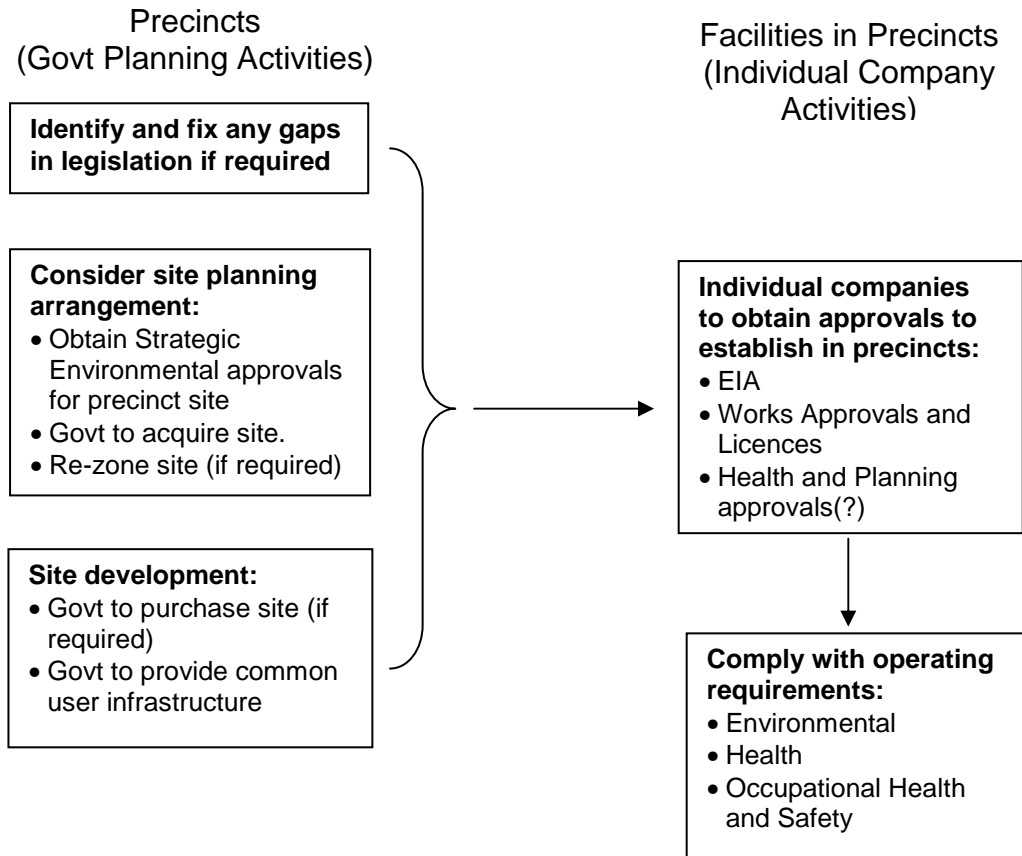 Precincts
(Govt Planning Activities)
Identify and fix any gaps
in legislation if required
Consider site planning
arrangement:
• Obtain Strategic
Environmental approvals
for precinct site
• Govt to acquire site.
• Re-zone site (if required)
Site development:
• Govt to purchase site (if
required)
• Govt to provide common
user infrastructure
Facilities in Precincts
(Individual Company
Activities)
Individual companies
to obtain approvals to
establish in precincts:
• EIA
• Works Approvals and
Licences
• Health and Planning
approvals(?)
Comply with operating
requirements:
• Environmental
• Health
• Occupational Health
and Safety